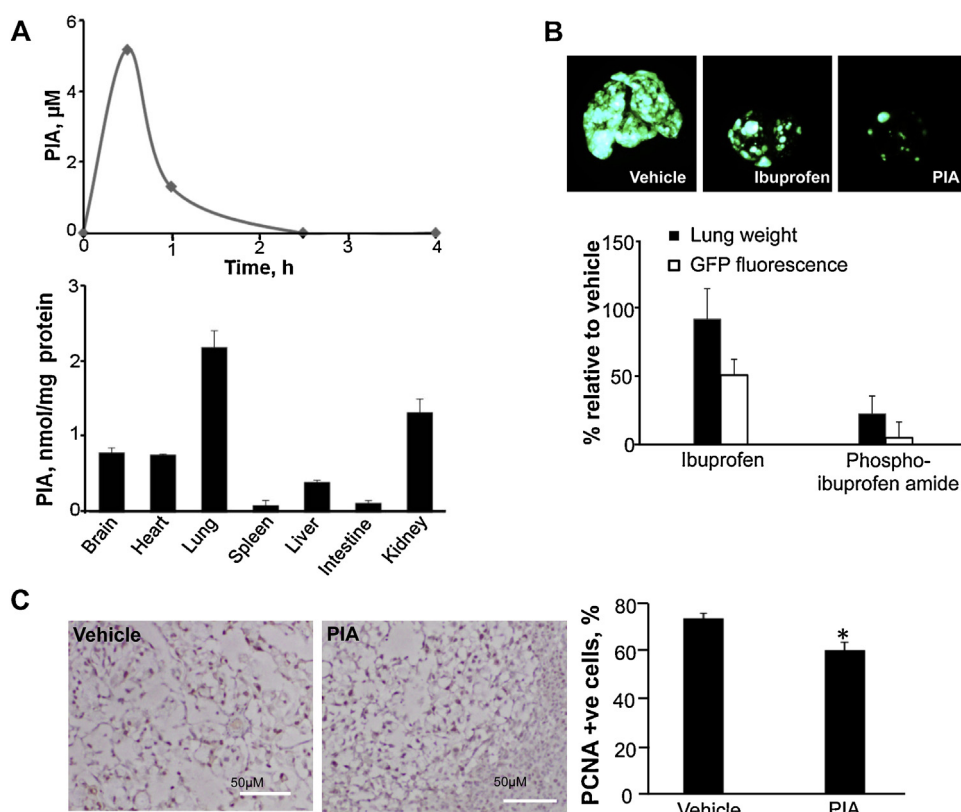 A
PIA, µM
6
4
2
0
0 1 2 3 4
Time, h
PIA, nmol/mg protein
3
2
1
0
Brain Heart Lung Spleen Liver Intestine Kidney
B
Vehicle Ibuprofen PIA
% relative to vehicle
150
100
50
0
Lung weight
GFP fluorescence
Ibuprofen Phospho-
ibuprofen amide
C
Vehicle PIA
50µM 50µM
PCNA +ve cells, %
80
60
40
20
0
*
Vehicle PIA